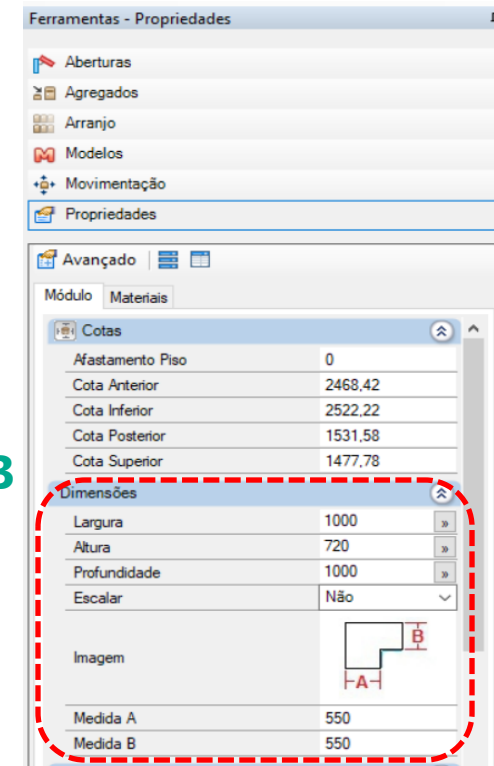 Ferramentas - Propriedades
Aberturas
Agregados
Arranjo
Modelos
Movimentação
Propriedades
Avançado
Módulo Materiais
Cotas
Afastamento Piso 0
Cota Anterior 2468,42
Cota Inferior 2522,22
Cota Posterior 1531,58
Cota Superior 1477,78
3
Dimensões
Largura 1000 »
Altura 720 »
Profundidade 1000 »
Escalar Não
Imagem
B
A
Medida A 550
Medida B 550